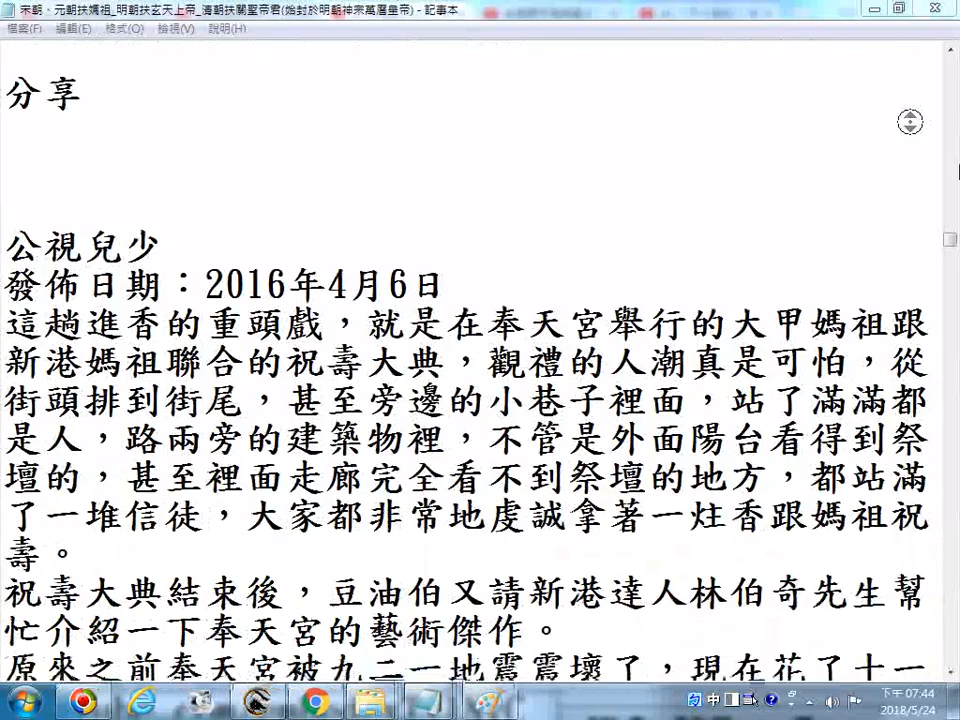 宋朝、元朝扶媽祖_明朝扶玄天上帝_清朝扶關聖帝君(始封於明朝神宗萬曆皇帝) - 記事本
檔案(F) 編輯(E) 格式(O) 檢視(V) 說明(H)
分享
公視兒少
發佈日期：2016年4月6日
這趟進香的重頭戲，就是在奉天宮舉行的大甲媽祖跟
新港媽祖聯合的祝壽大典，觀禮的人潮真是可怕，從
街頭排到街尾，甚至旁邊的小巷子裡面，站了滿滿都
是人，路兩旁的建築物裡，不管是外面陽台看得到祭
壇的，甚至裡面走廊完全看不到祭壇的地方，都站滿
了一堆信徒，大家都非常地虔誠拿著一炷香跟媽祖祝
壽。
祝壽大典結束後，豆油伯又請新港達人林伯奇先生幫
忙介紹一下奉天宮的藝術傑作。
原來之前奉天宮被九二一地震震壞了，現在花了十一
中
下午 07:44
2018/5/24